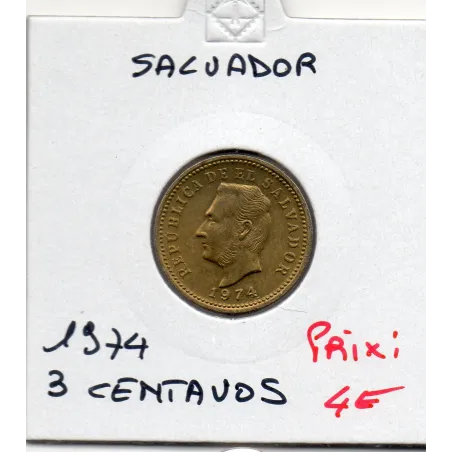 SALVADOR
REPUBLICA DE EL SALVADOR
1974
1974
3 CENTAVOS
PRIX:
4€